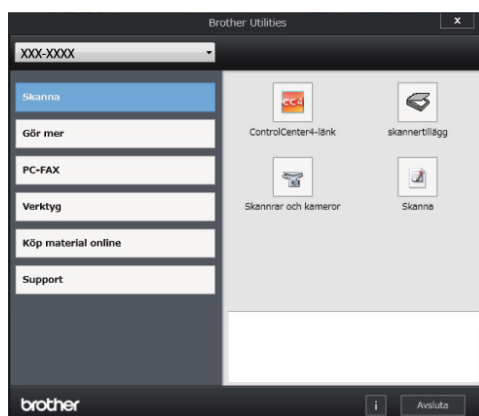 Brother Utilities
x
XXX-XXXX
Skanna
Gör mer
PC-FAX
Verktyg
Köp material online
Support
CC4
ControlCenter4-länk
skannertillägg
Skannrar och kameror
Skanna
brother
i
Avsluta